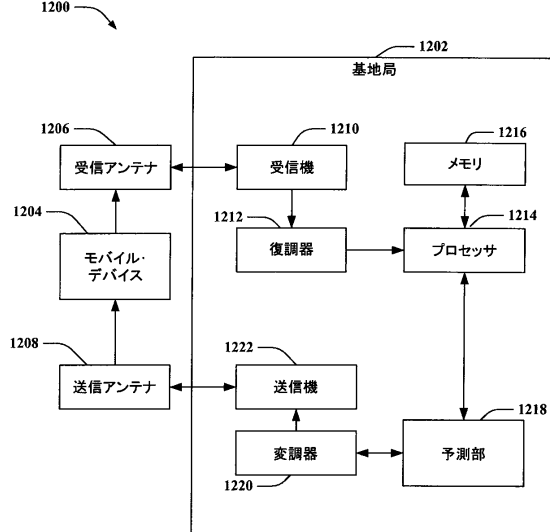 1200
1202
基地局
1206
受信アンテナ
1210
受信機
1216
メモリ
1204
モバイル・
デバイス
1212
復調器
1214
プロセッサ
1208
送信アンテナ
1222
送信機
1218
予測部
変調器
1220